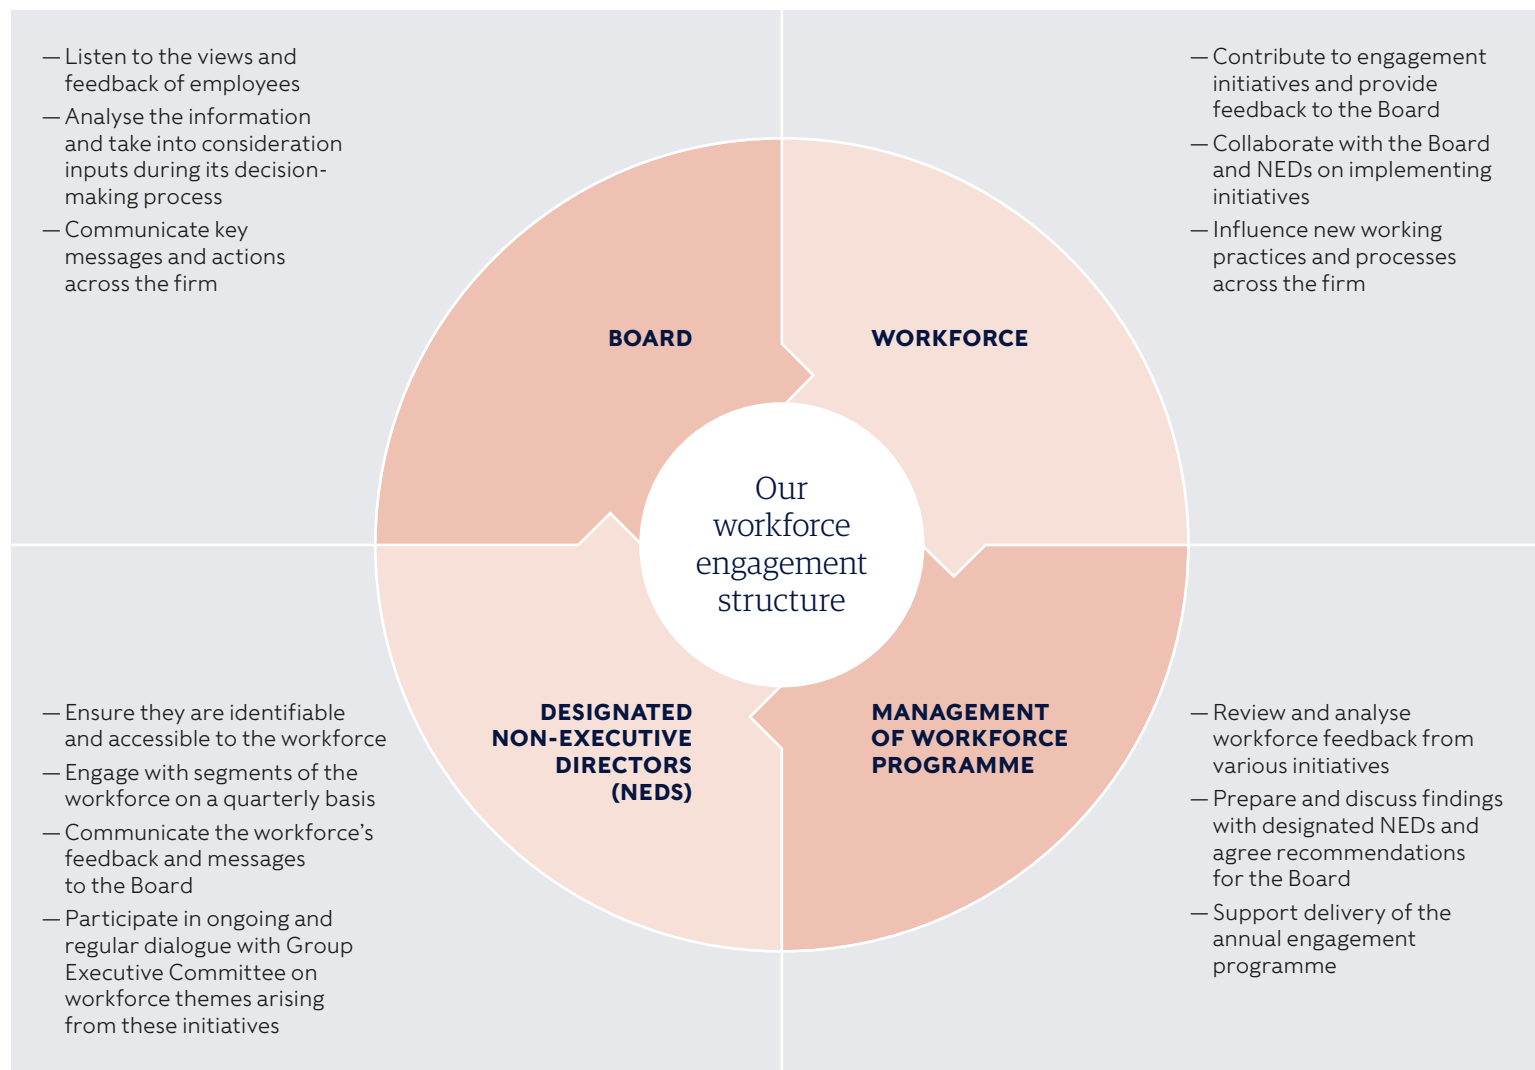 — Listen to the views and
feedback of employees
— Analyse the information
and take into consideration
inputs during its decision-
making process
— Communicate key
messages and actions
across the firm
— Contribute to engagement
initiatives and provide
feedback to the Board
— Collaborate with the Board
and NEDs on implementing
initiatives
— Influence new working
practices and processes
across the firm
BOARD
WORKFORCE
Our
workforce
engagement
structure
DESIGNATED
NON-EXECUTIVE
DIRECTORS
(NEDS)
MANAGEMENT
OF WORKFORCE
PROGRAMME
— Ensure they are identifiable
and accessible to the workforce
— Engage with segments of the
workforce on a quarterly basis
— Communicate the workforce’s
feedback and messages
to the Board
— Participate in ongoing and
regular dialogue with Group
Executive Committee on
workforce themes arising
from these initiatives
— Review and analyse
workforce feedback from
various initiatives
— Prepare and discuss findings
with designated NEDs and
agree recommendations
for the Board
— Support delivery of the
annual engagement
programme